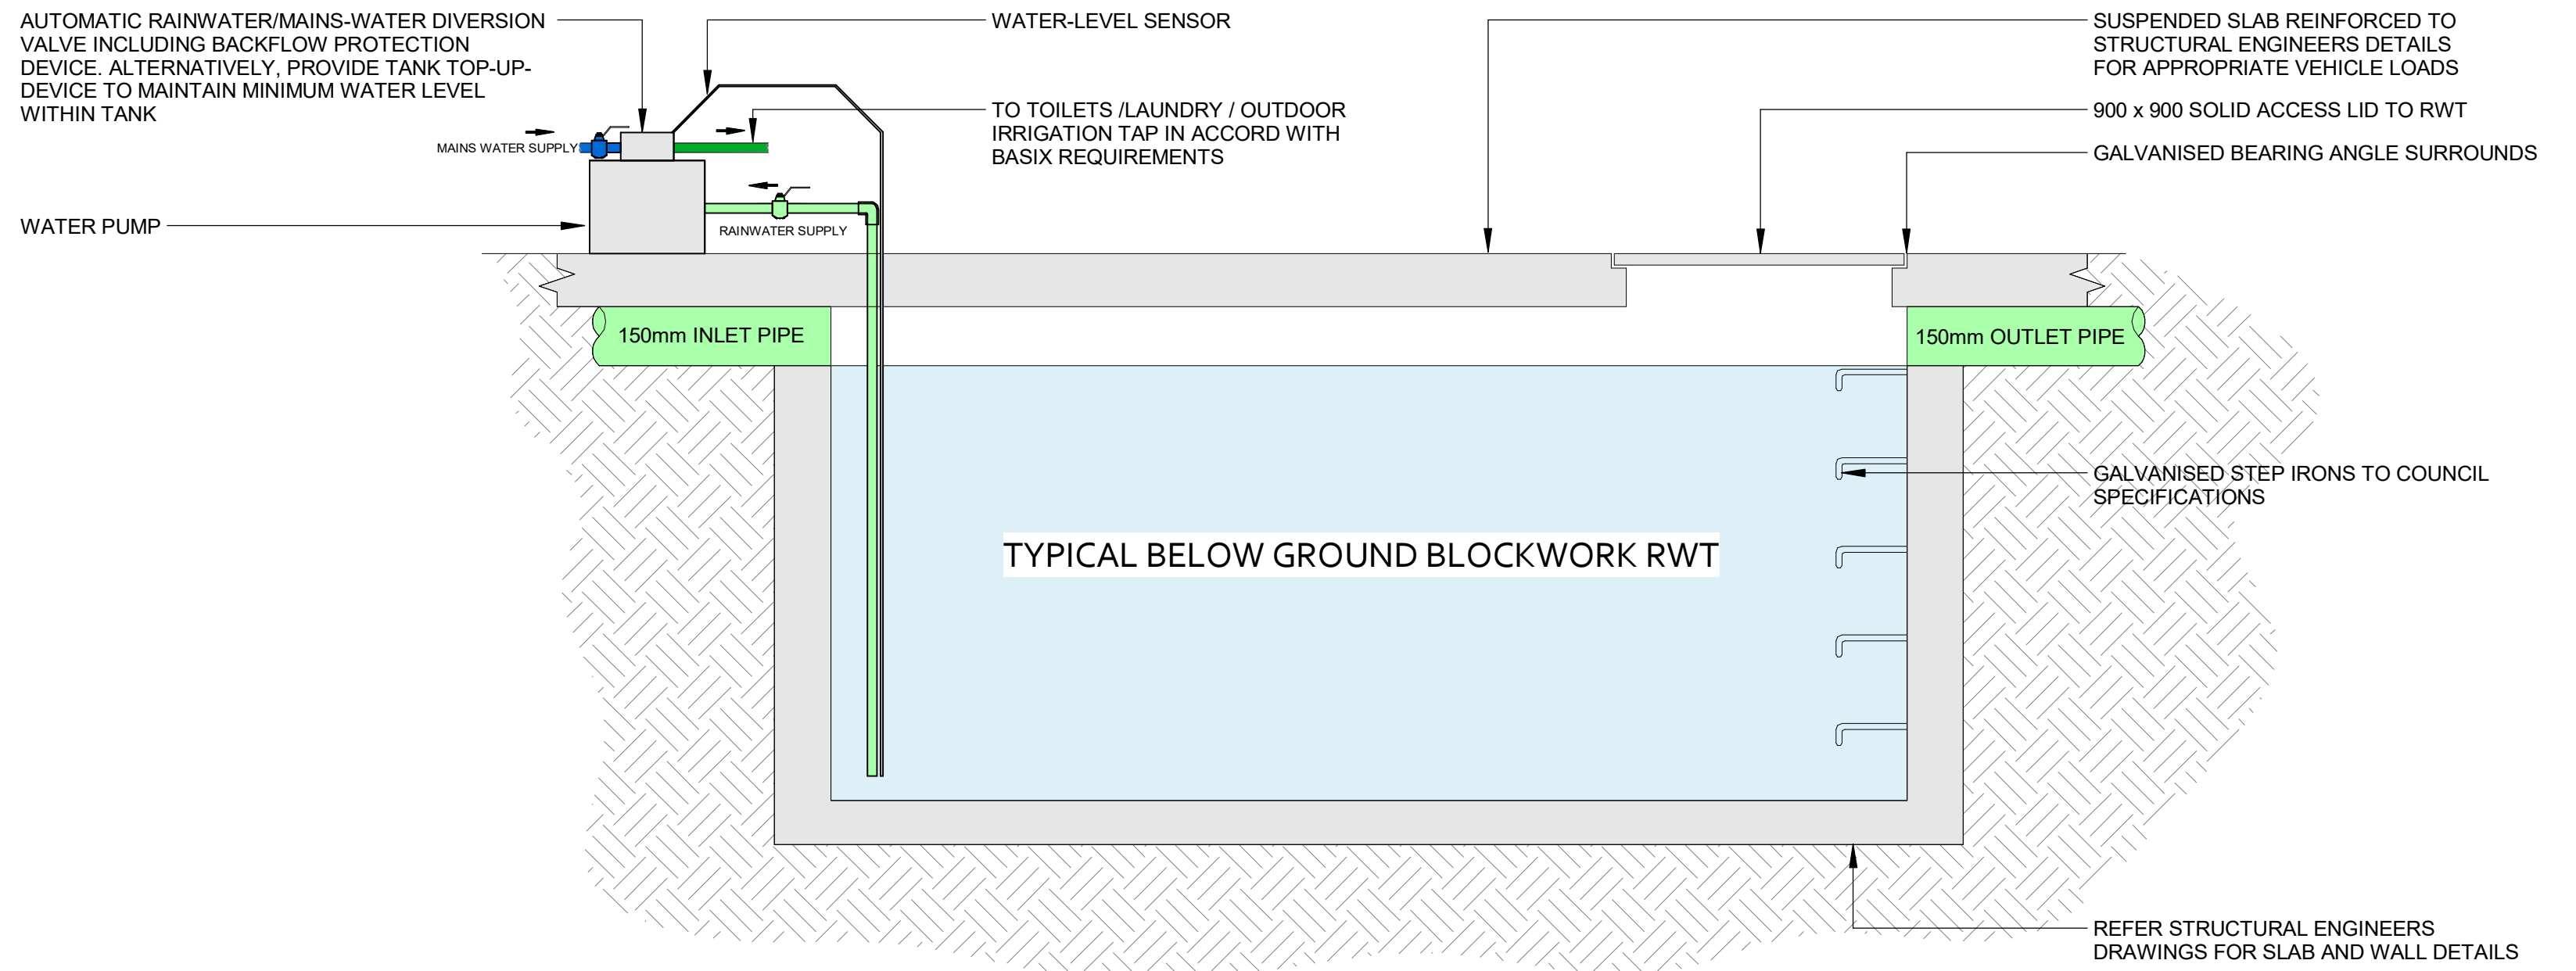 AUTOMATIC RAINWATER/MAINS-WATER DIVERSION
VALVE INCLUDING BACKFLOW PROTECTION
DEVICE. ALTERNATIVELY, PROVIDE TANK TOP-UP-
DEVICE TO MAINTAIN MINIMUM WATER LEVEL
WITHIN TANK
WATER-LEVEL SENSOR
TO TOILETS /LAUNDRY / OUTDOOR
IRRIGATION TAP IN ACCORD WITH
BASIX REQUIREMENTS
SUSPENDED SLAB REINFORCED TO
STRUCTURAL ENGINEERS DETAILS
FOR APPROPRIATE VEHICLE LOADS
900 x 900 SOLID ACCESS LID TO RWT
GALVANISED BEARING ANGLE SURROUNDS
MAINS WATER SUPPLY
WATER PUMP
RAINWATER SUPPLY
150mm INLET PIPE
150mm OUTLET PIPE
GALVANISED STEP IRONS TO COUNCIL
SPECIFICATIONS
TYPICAL BELOW GROUND BLOCKWORK RWT
REFER STRUCTURAL ENGINEERS
DRAWINGS FOR SLAB AND WALL DETAILS